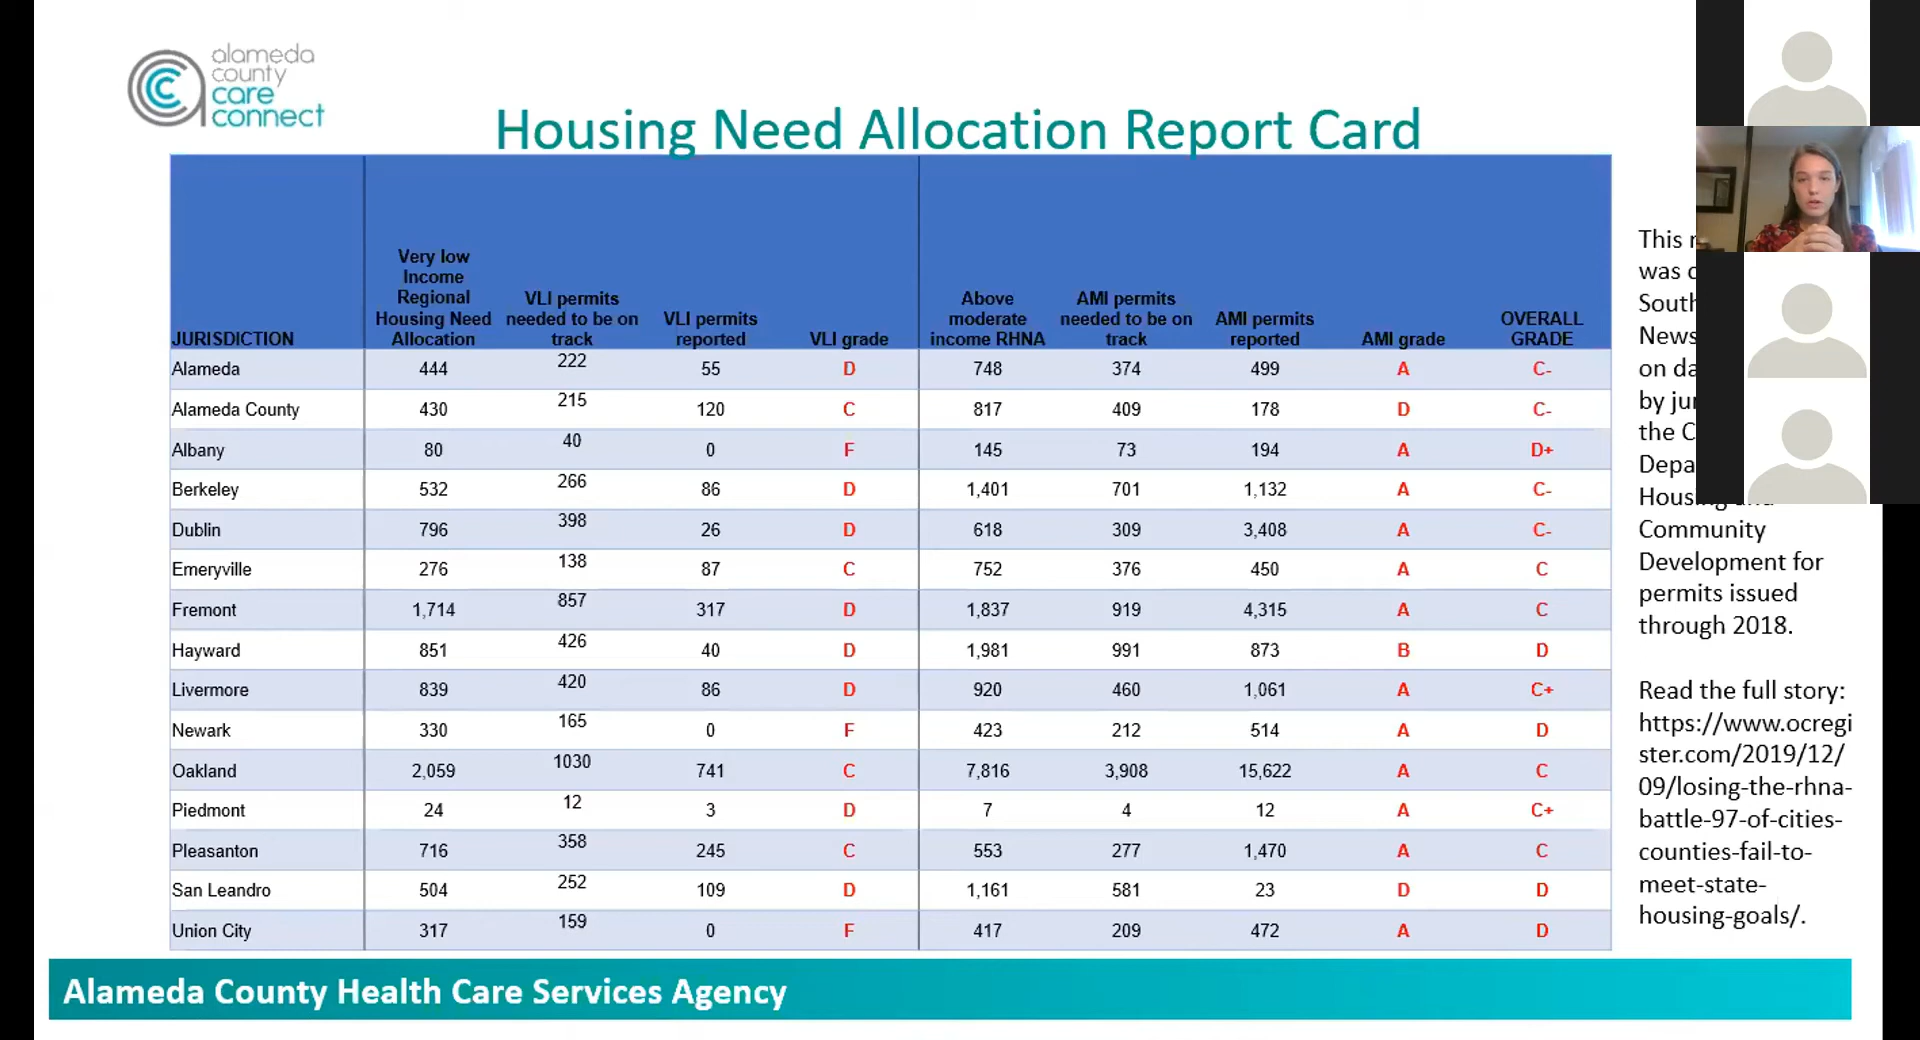 alameda
county
care
connect
Housing Need Allocation Report Card
JURISDICTION
Very low
Income
Regional
Housing Need
Allocation
VLI permits
needed to be on
track
VLI permits
reported
VLI grade
Above
moderate
income RHNA
AMI permits
needed to be on
track
AMI permits
reported
AMI grade
OVERALL
GRADE
Alameda 444 222 55 D 748 374 499 A C-
Alameda County 430 215 120 C 817 409 178 D C-
Albany 80 40 0 F 145 73 194 A D+
Berkeley 532 266 86 D 1,401 701 1,132 A C-
Dublin 796 398 26 D 618 309 3,408 A C-
Emeryville 276 138 87 C 752 376 450 A C
Fremont 1,714 857 317 D 1,837 919 4,315 A C
Hayward 851 426 40 D 1,981 991 873 B D
Livermore 839 420 86 D 920 460 1,061 A C+
Newark 330 165 0 F 423 212 514 A D
Oakland 2,059 1030 741 C 7,816 3,908 15,622 A C
Piedmont 24 12 3 D 7 4 12 A C+
Pleasanton 716 358 245 C 553 277 1,470 A C
San Leandro 504 252 109 D 1,161 581 23 D D
Union City 317 159 0 F 417 209 472 A D
This
was
South
News
on da
by ju
the C
Depa
Housing and
Community
Development for
permits issued
through 2018.
Read the full story:
https://www.ocregi
ster.com/2019/12/
09/losing-the-rhna-
battle-97-of-cities-
counties-fail-to-
meet-state-
housing-goals/.
Alameda County Health Care Services Agency